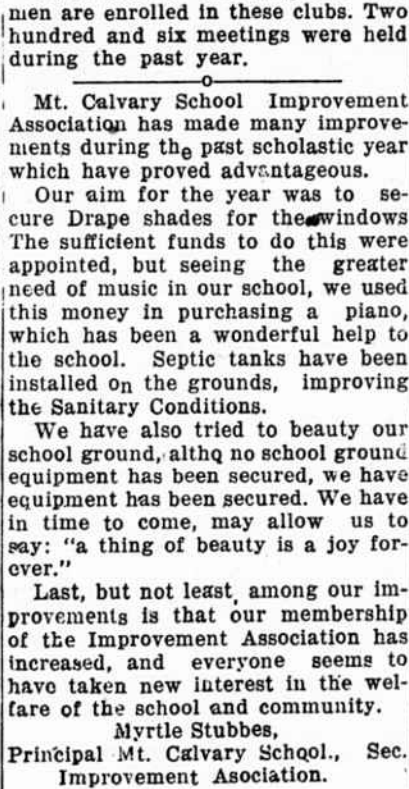 men are enrolled in these clubs. Two
hundred and six meetings were held
during the past year.
Mt. Calvary School Improvement
Association has made many improve-
ments during the past scholastic year
which have proved advantageous.
Our aim for the year was to se-
cure Drape shades for the windows
The sufficient funds to do this were
appointed, but seeing the greater
need of music in our school, we used
this money in purchasing a piano,
which has been a wonderful help to
the school. Septic tanks have been
installed on the grounds, improving
the Sanitary Conditions.
We have also tried to beauty our
school ground, altho no school ground
equipment has been secured, we have
equipment has been secured. We have
in time to come, may allow us to
say: "a thing of beauty is a joy for-
ever."
Last, but not least, among our im-
provements is that our membership
of the Improvement Association has
increased, and everyone seems to
have taken new interest in the wel-
fare of the school and community.
Myrtle Stubbes,
Principal Mt. Calvary School., Sec.
Improvement Asociation.